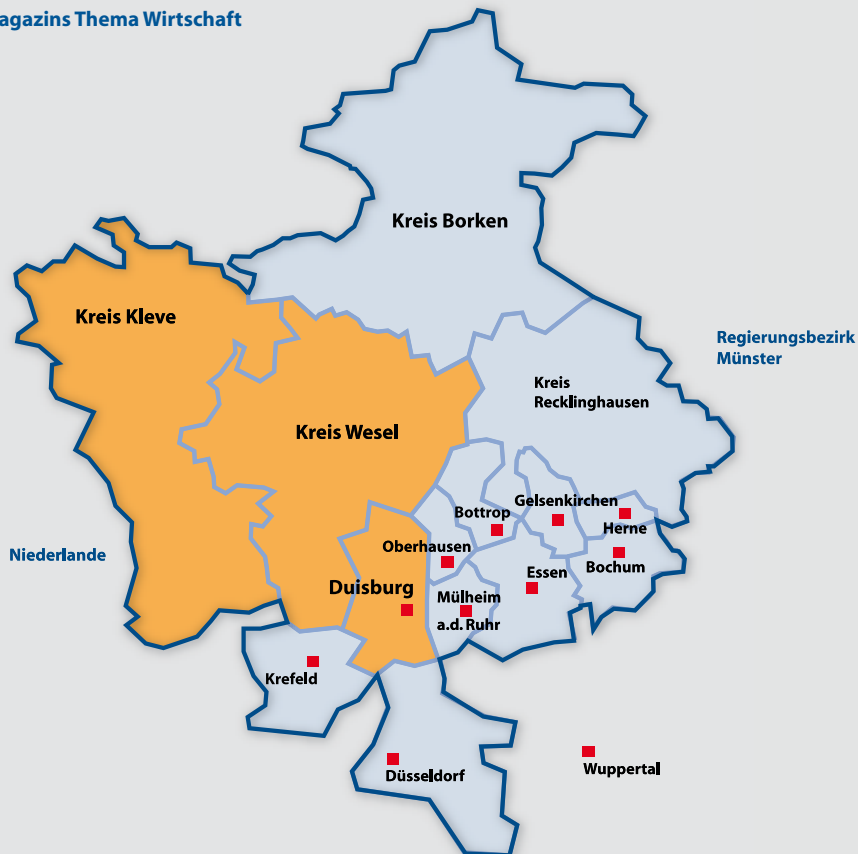 Magazins Thema Wirtschaft
Kreis Borken
Kreis Kleve
Regierungsbezirk
Münster
Kreis
Recklinghausen
Kreis Wesel
Gelsenkirchen
Bottrop
Herne
Oberhausen
Niederlande
Essen
Bochum
Duisburg
Mülheim
a.d. Ruhr
Krefeld
Düsseldorf
Wuppertal